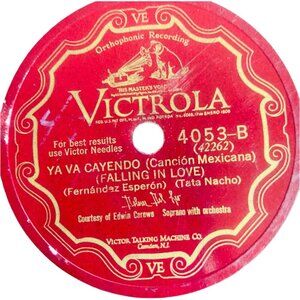 VE
Orthophonic Recording
"HIS MASTER'S VOICE"
VICTROLA
For best results
use Victor Needles
4053-B
(42262)
YA VA CAYENDO (Canción Mexicana)
(FALLING IN LOVE)
(Fernández Esperón) (Tata Nacho)
Courtesy of Edwin Carewe Soprano with orchestra
VICTOR TALKING MACHINE CO.
Camden, N.J.
VE